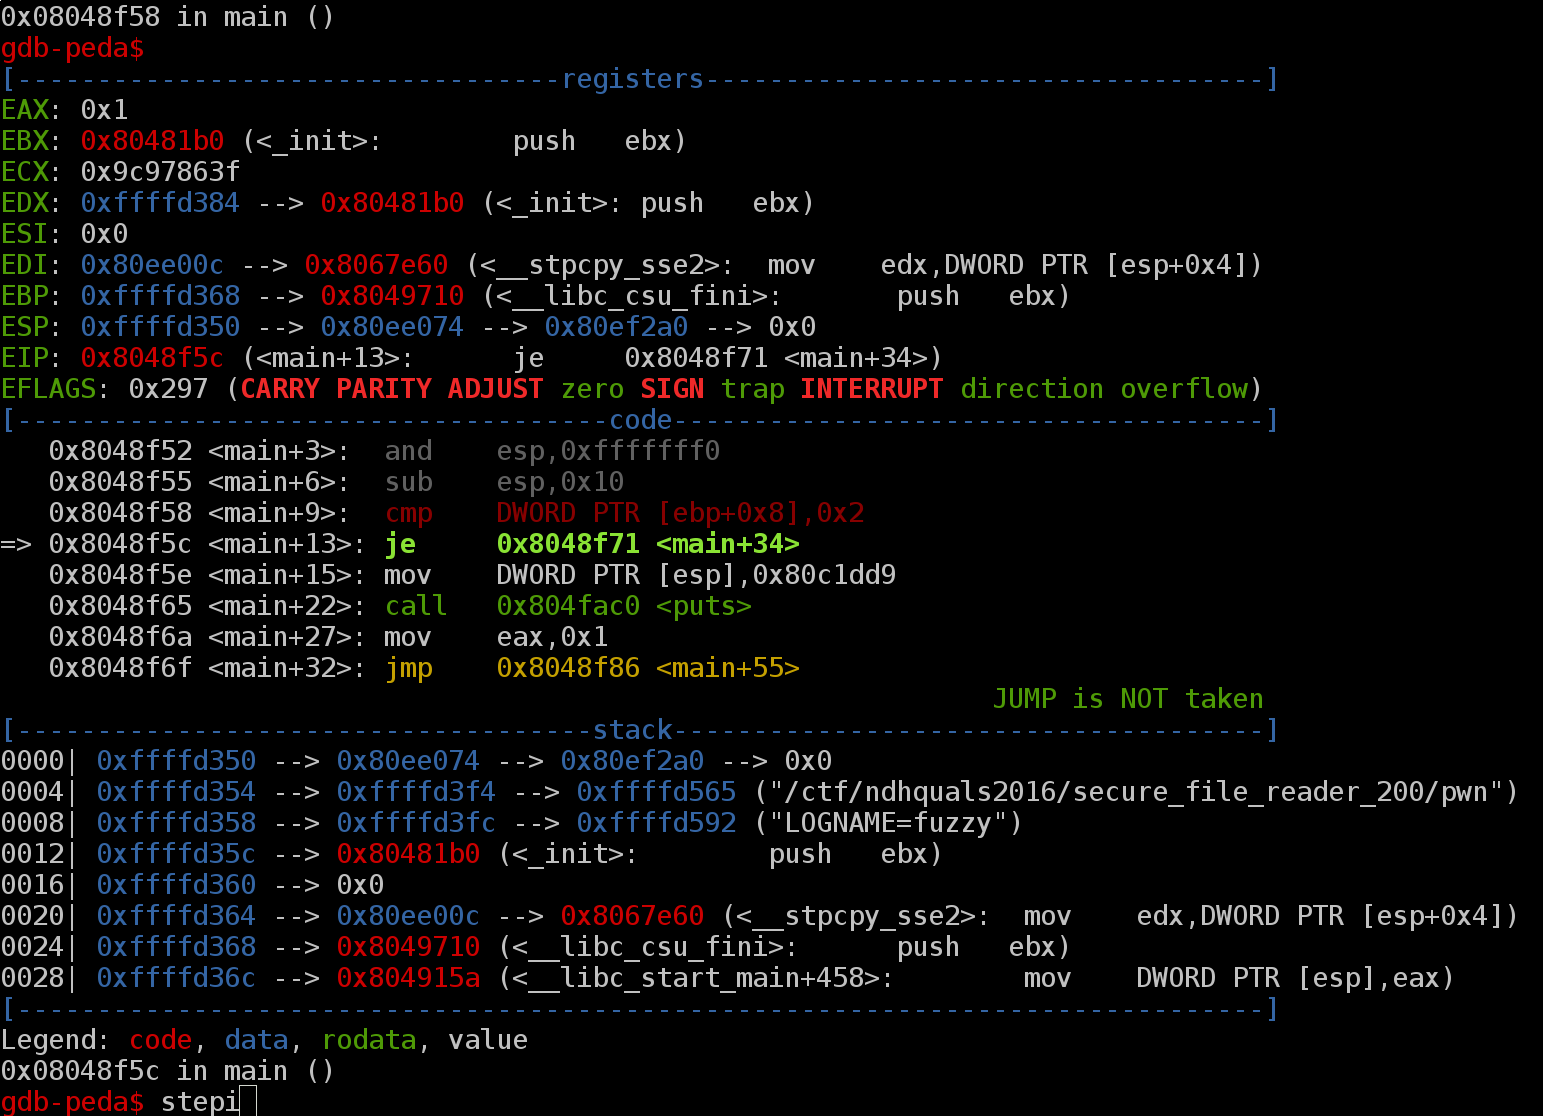 0x08048f58 in main ()
gdb-peda$
[----------------------------------registers-----------------------------------]
EAX: 0x1
EBX: 0x80481b0 (<_init>:        push   ebx)
ECX: 0x9c97863f
EDX: 0xffffd384 --> 0x80481b0 (<_init>: push   ebx)
ESI: 0x0
EDI: 0x80ee00c --> 0x8067e60 (<__stpcpy_sse2>:  mov    edx,DWORD PTR [esp+0x4])
EBP: 0xffffd368 --> 0x8049710 (<__libc_csu_fini>:       push   ebx)
ESP: 0xffffd350 --> 0x80ee074 --> 0x80ef2a0 --> 0x0
EIP: 0x8048f5c (<main+13>:      je     0x8048f71 <main+34>)
EFLAGS: 0x297 (CARRY PARITY ADJUST zero SIGN trap INTERRUPT direction overflow)
[-------------------------------------code-------------------------------------]
   0x8048f52 <main+3>:  and    esp,0xfffffff0
   0x8048f55 <main+6>:  sub    esp,0x10
   0x8048f58 <main+9>:  cmp    DWORD PTR [ebp+0x8],0x2
=> 0x8048f5c <main+13>: je     0x8048f71 <main+34>
   0x8048f5e <main+15>: mov    DWORD PTR [esp],0x80c1dd9
   0x8048f65 <main+22>: call   0x804fac0 <puts>
   0x8048f6a <main+27>: mov    eax,0x1
   0x8048f6f <main+32>: jmp    0x8048f86 <main+55>
                                                              JUMP is NOT taken
[------------------------------------stack-------------------------------------]
0000| 0xffffd350 --> 0x80ee074 --> 0x80ef2a0 --> 0x0
0004| 0xffffd354 --> 0xffffd3f4 --> 0xffffd565 ("/ctf/ndhquals2016/secure_file_reader_200/pwn")
0008| 0xffffd358 --> 0xffffd3fc --> 0xffffd592 ("LOGNAME=fuzzy")
0012| 0xffffd35c --> 0x80481b0 (<_init>:        push   ebx)
0016| 0xffffd360 --> 0x0
0020| 0xffffd364 --> 0x80ee00c --> 0x8067e60 (<__stpcpy_sse2>:  mov    edx,DWORD PTR [esp+0x4])
0024| 0xffffd368 --> 0x8049710 (<__libc_csu_fini>:      push   ebx)
0028| 0xffffd36c --> 0x804915a (<__libc_start_main+458>:        mov    DWORD PTR [esp],eax)
[------------------------------------------------------------------------------]
Legend: code, data, rodata, value
0x08048f5c in main ()
gdb-peda$ stepi